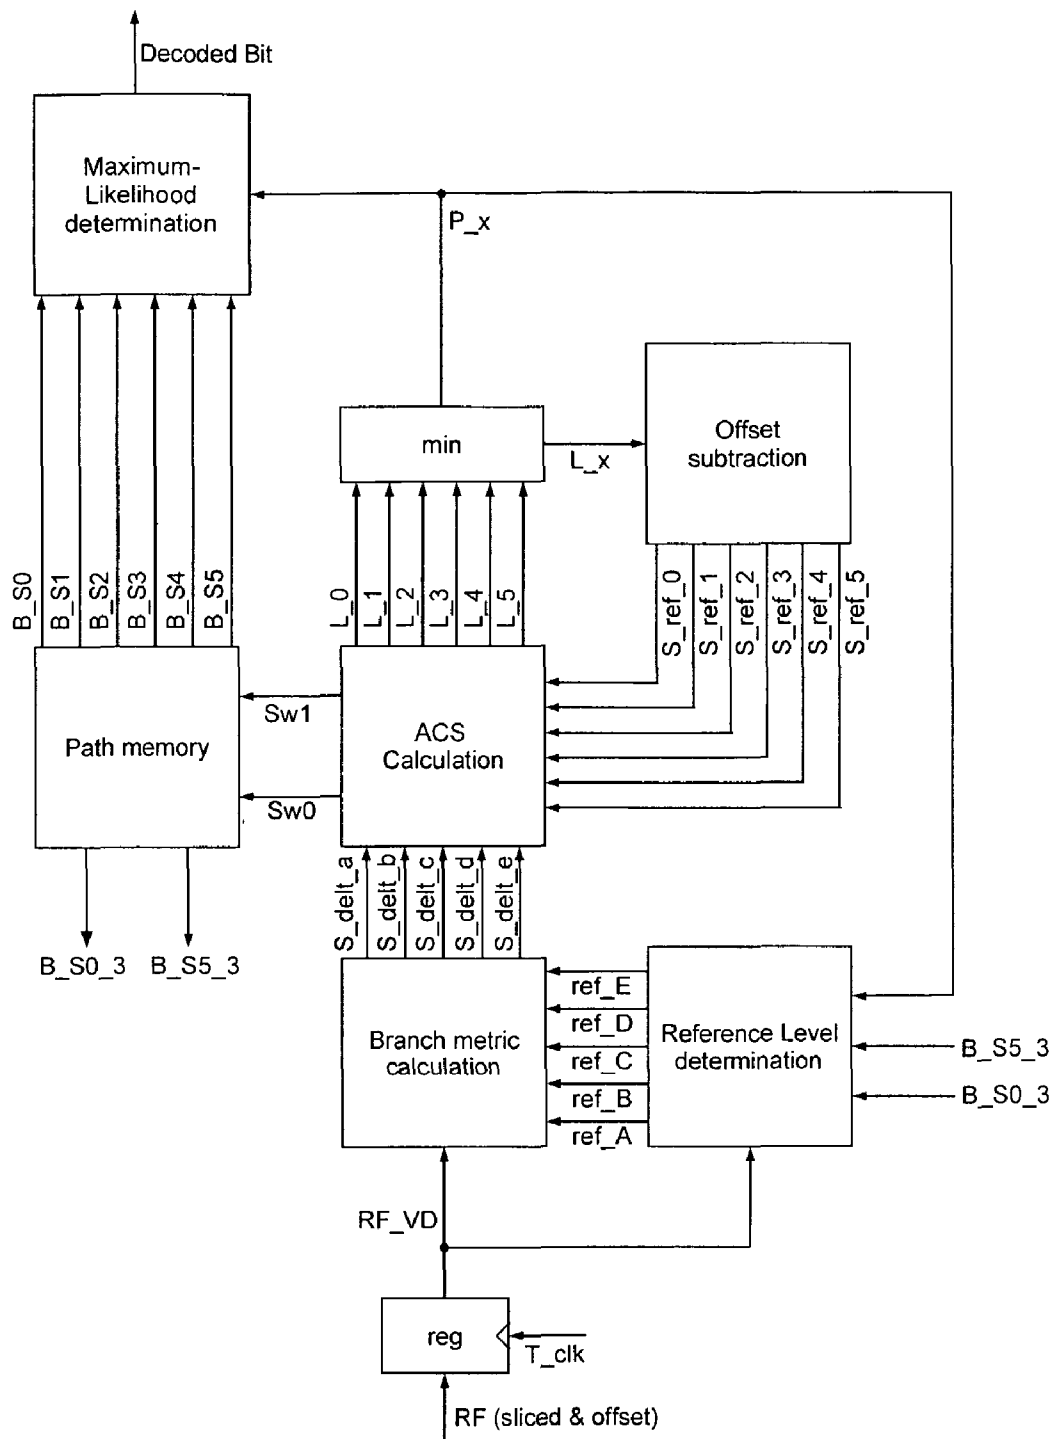 Decoded Bit
Maximum-
Likelihood
determination
P_x
min
L_x
Offset
subtraction
B_S0
B_S1
B_S2
B_S3
B_S4
B_S5
L_0
L_1
L_2
L_3
L_4
L_5
S_ref_0
S_ref_1
S_ref_2
S_ref_3
S_ref_4
S_ref_5
Path memory
Sw1
Sw0
ACS
Calculation
B_S0_3
B_S5_3
S_delt_a
S_delt_b
S_delt_c
S_delt_d
S_delt_e
Branch metric
calculation
ref_E
ref_D
ref_C
ref_B
ref_A
Reference Level
determination
B_S5_3
B_S0_3
RF_VD
reg
T_clk
RF (sliced & offset)